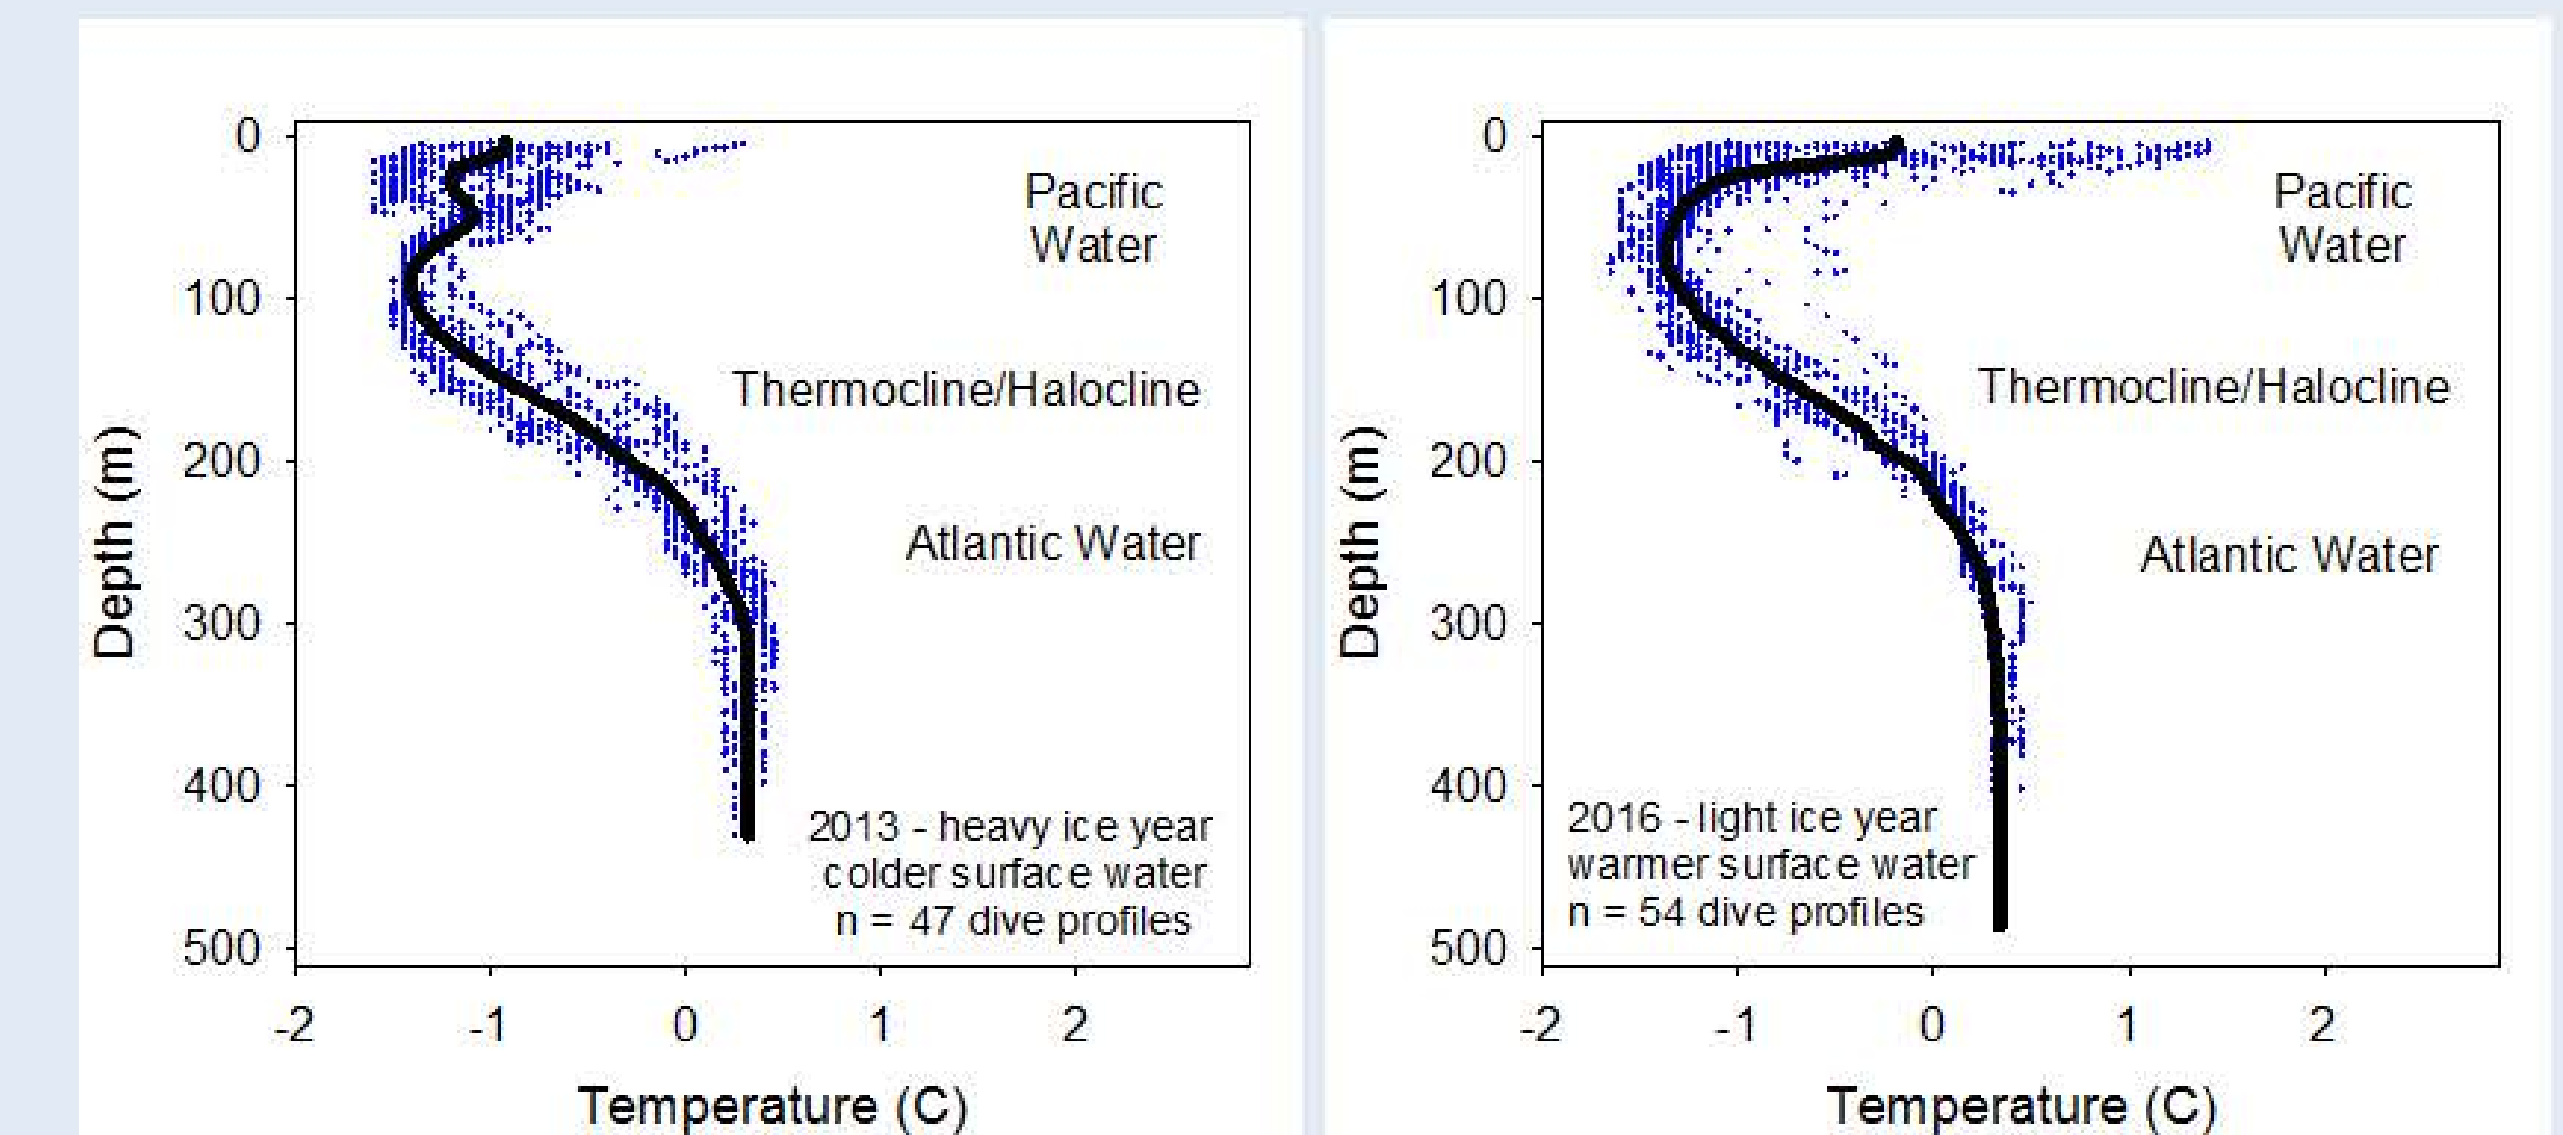 0
100
200
300
400
500
Depth (m)
Pacific
Water
Thermocline/Halocline
Atlantic Water
2013 - heavy ice year
colder surface water
n = 47 dive profiles
-2 -1 0 1 2
Temperature (C)
0
100
200
300
400
500
Depth (m)
Pacific
Water
Thermocline/Halocline
Atlantic Water
2016 - light ice year
warmer surface water
n = 54 dive profiles
-2 -1 0 1 2
Temperature (C)